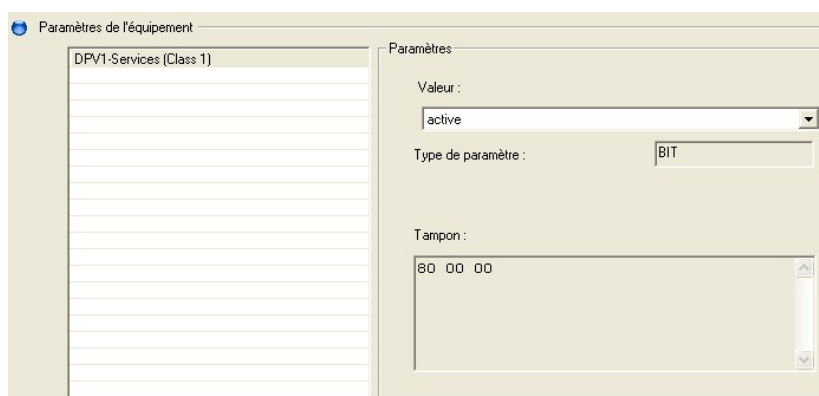 Paramètres de l'équipement
DPV1-Services (Class 1)
Paramètres
Valeur :
active
Type de paramètre :
BIT
Tampon :
80 00 00